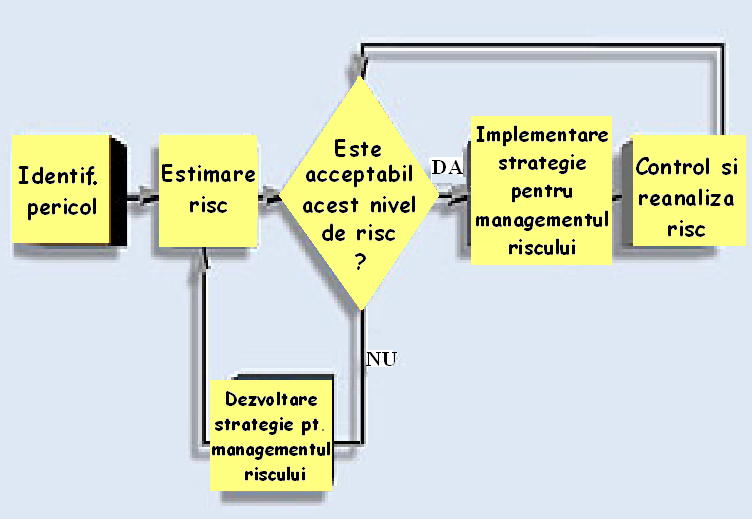 Identif.
pericol
Estimare
risc
Este
acceptabil
acest nivel
de risc
?
DA
Implementare
strategie
pentru
managementul
riscului
Control si
reanaliza
risc
NU
Dezvoltare
strategie pt.
managementul
riscului